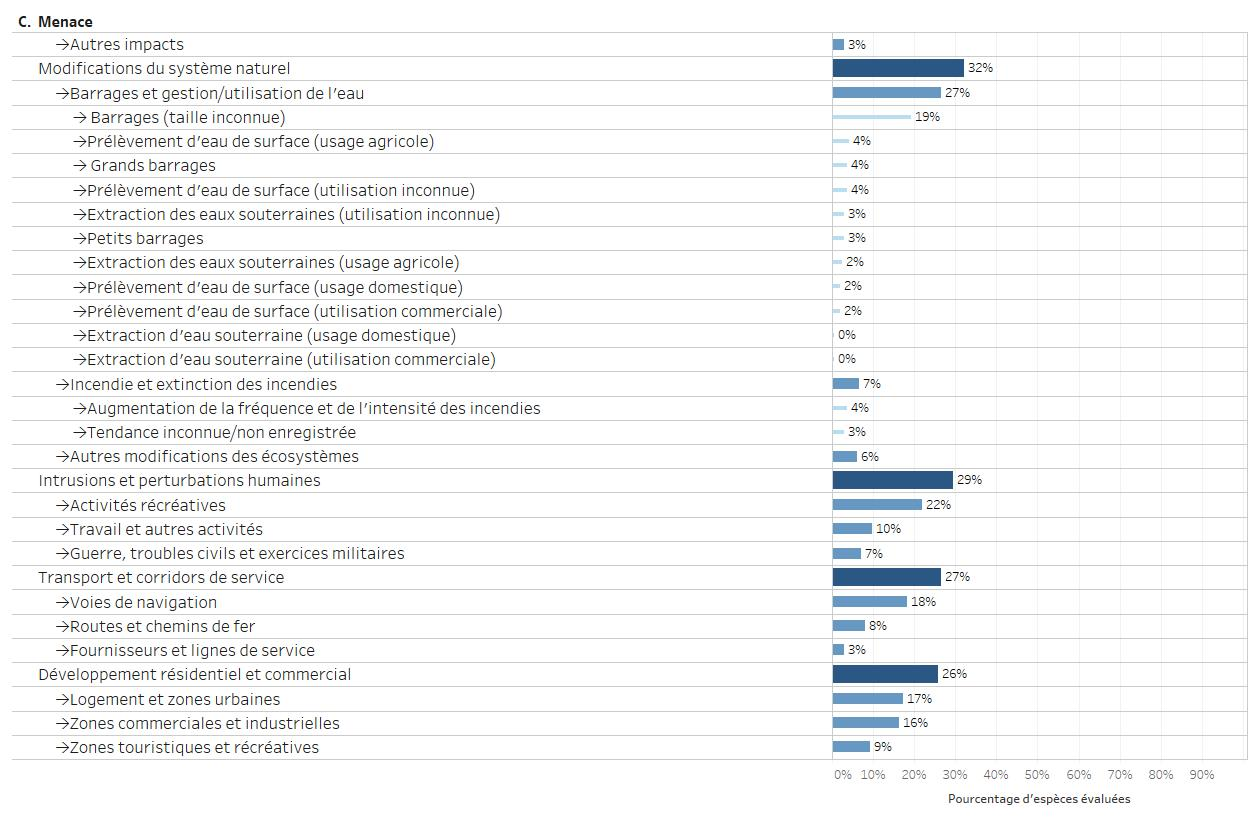 C. Menace
→Autres impacts 3%
Modifications du système naturel 32%
→Barrages et gestion/utilisation de l’eau 27%
→ Barrages (taille inconnue) 19%
→Prélèvement d’eau de surface (usage agricole) 4%
→ Grands barrages 4%
→Prélèvement d’eau de surface (utilisation inconnue) 4%
→Extraction des eaux souterraines (utilisation inconnue) 3%
→Petits barrages 3%
→Extraction des eaux souterraines (usage agricole) 2%
→Prélèvement d’eau de surface (usage domestique) 2%
→Prélèvement d’eau de surface (utilisation commerciale) 2%
→Extraction d’eau souterraine (usage domestique) 0%
→Extraction d’eau souterraine (utilisation commerciale) 0%
→Incendie et extinction des incendies 7%
→Augmentation de la fréquence et de l’intensité des incendies 4%
→Tendance inconnue/non enregistrée 3%
→Autres modifications des écosystèmes 6%
Intrusions et perturbations humaines 29%
→Activités récréatives 22%
→Travail et autres activités 10%
→Guerre, troubles civils et exercices militaires 7%
Transport et corridors de service 27%
→Voies de navigation 18%
→Routes et chemins de fer 8%
→Fournisseurs et lignes de service 3%
Développement résidentiel et commercial 26%
→Logement et zones urbaines 17%
→Zones commerciales et industrielles 16%
→Zones touristiques et récréatives 9%
0% 10% 20% 30% 40% 50% 60% 70% 80% 90%
Pourcentage d’espèces évaluées